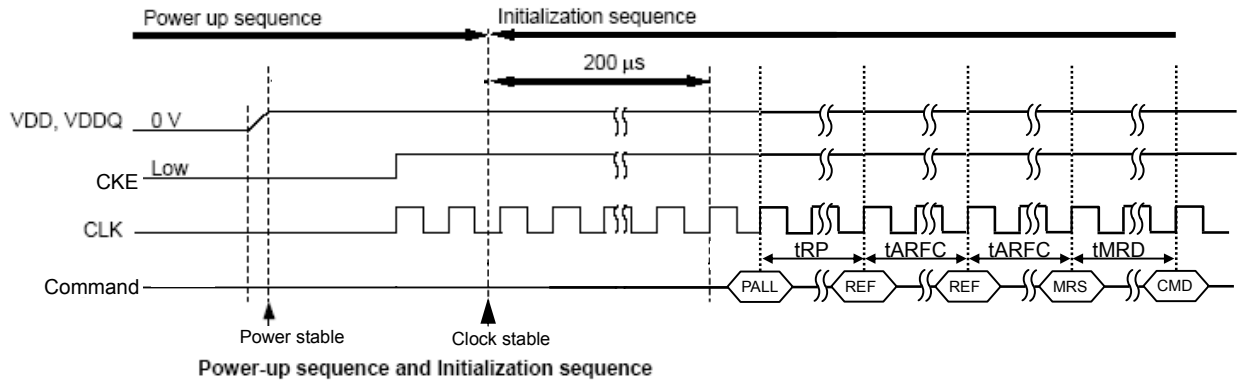 Power up sequence
Initialization sequence
200 µs
VDD, VDDQ
0 V
Low
CKE
CLK
tRP
tARFC
tARFC
tMRD
Command
PALL
REF
REF
MRS
CMD
Power stable
Clock stable
Power-up sequence and Initialization sequence